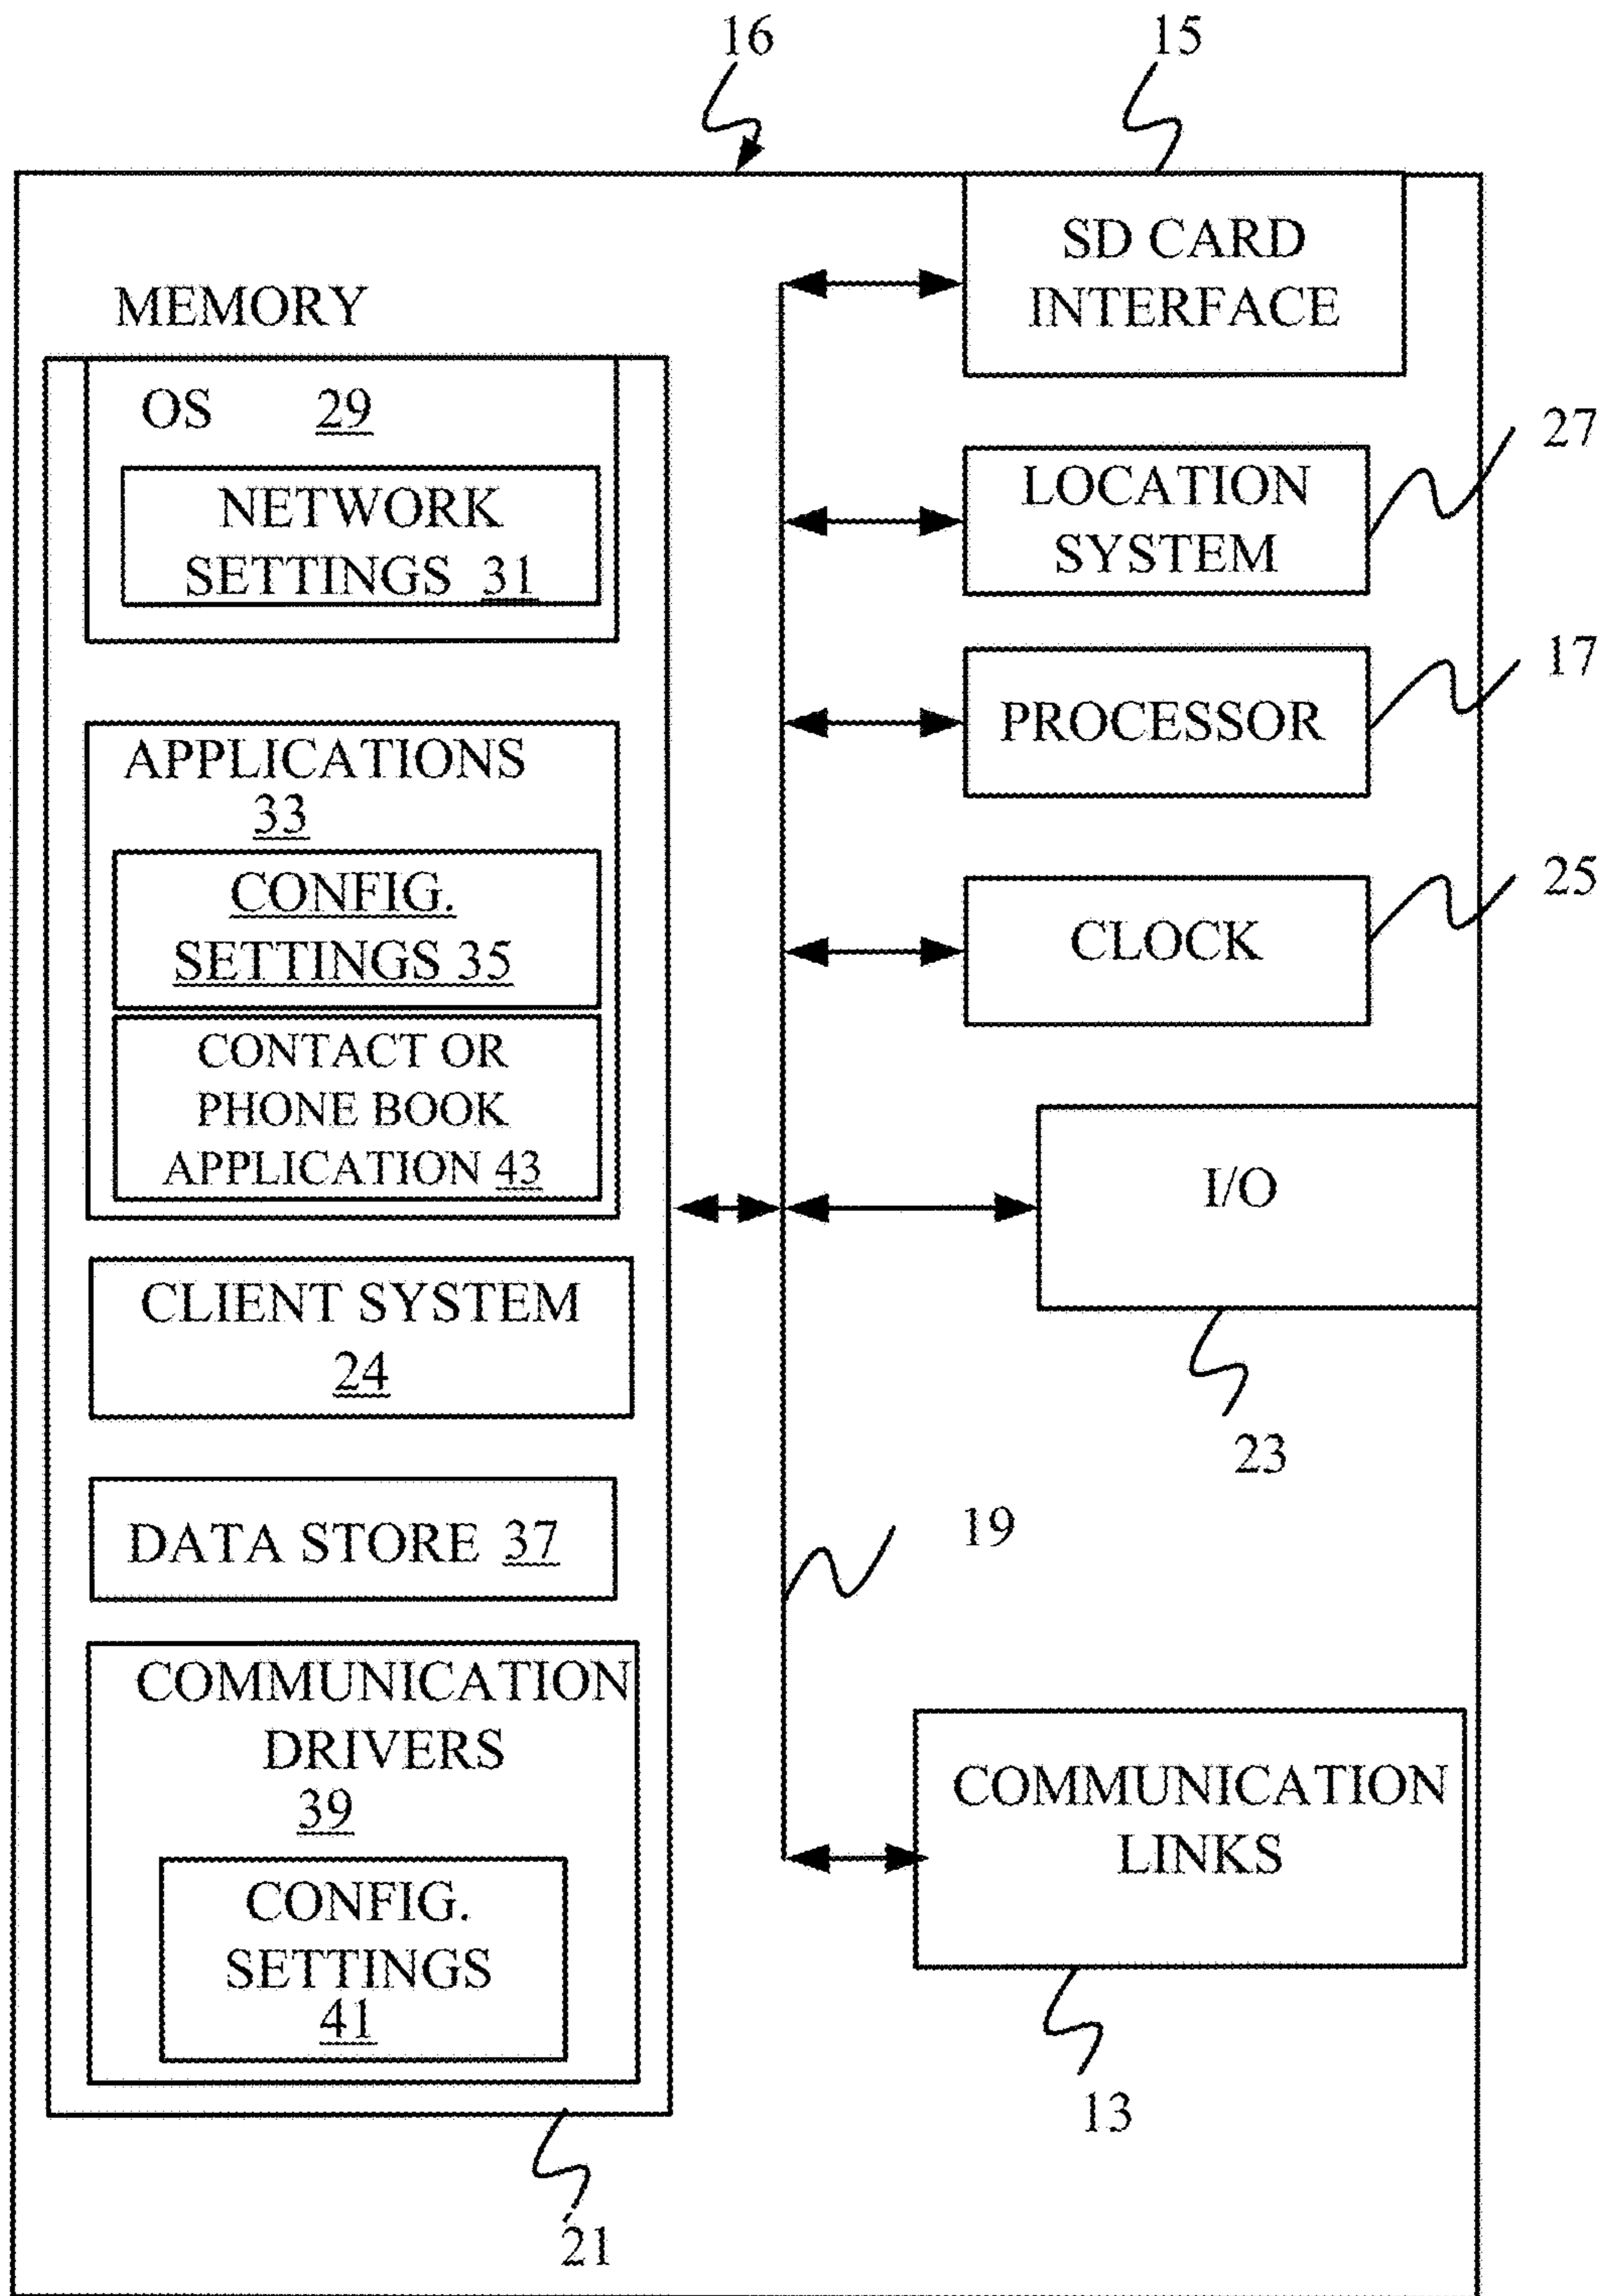 16
15
SD CARD
INTERFACE
MEMORY
OS 29
NETWORK
SETTINGS 31
27
LOCATION
SYSTEM
17
PROCESSOR
APPLICATIONS
33
CONFIG.
SETTINGS 35
25
CLOCK
CONTACT OR
PHONE BOOK
APPLICATION 43
I/O
23
CLIENT SYSTEM
24
19
DATA STORE 37
COMMUNICATION
DRIVERS
39
CONFIG.
SETTINGS
41
COMMUNICATION
LINKS
13
21